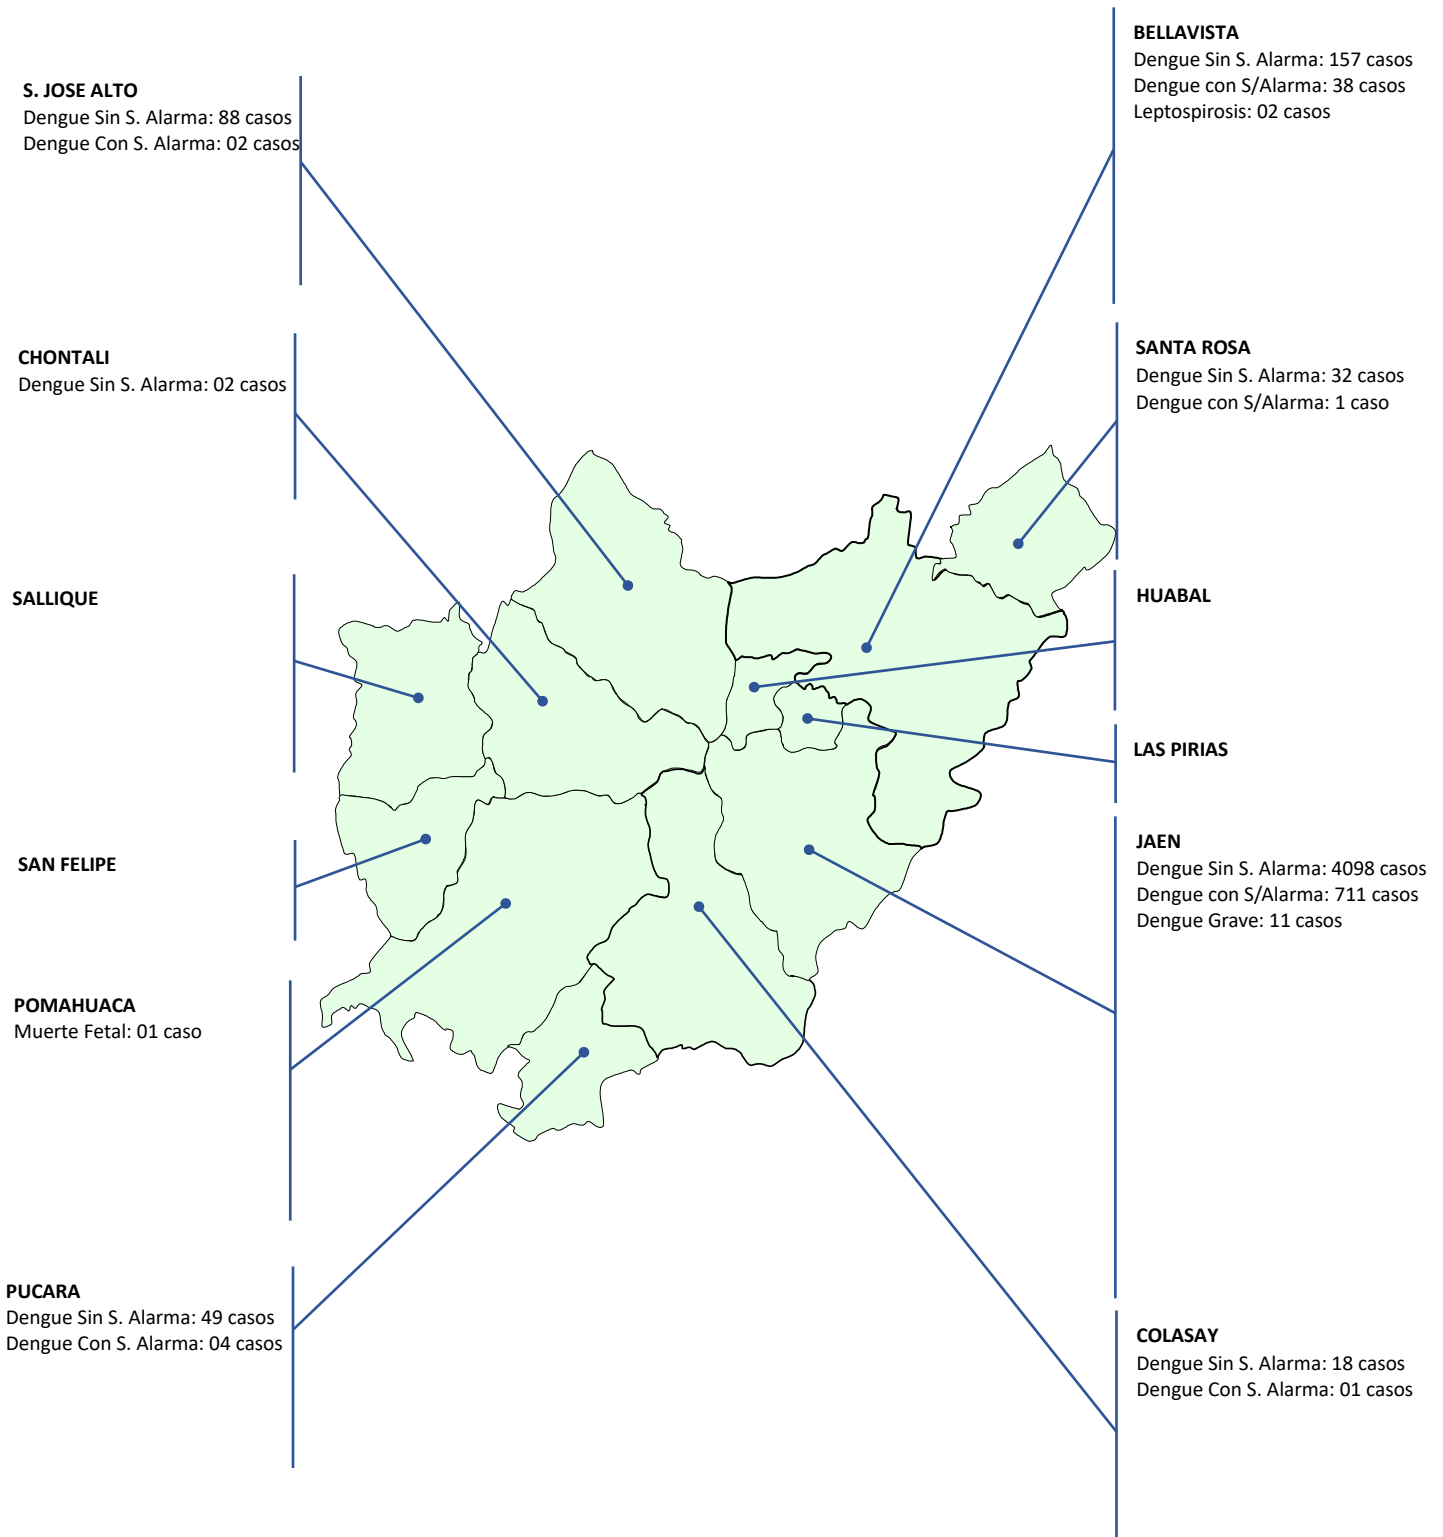 S. JOSE ALTO
Dengue Sin S. Alarma: 88 casos
Dengue Con S. Alarma: 02 casos
CHONTALI
Dengue Sin S. Alarma: 02 casos
SALLIQUE
SAN FELIPE
POMAHUACA
Muerte Fetal: 01 caso
PUCARA
Dengue Sin S. Alarma: 49 casos
Dengue Con S. Alarma: 04 casos
BELLAVISTA
Dengue Sin S. Alarma: 157 casos
Dengue con S/Alarma: 38 casos
Leptospirosis: 02 casos
SANTA ROSA
Dengue Sin S. Alarma: 32 casos
Dengue con S/Alarma: 1 caso
HUABAL
LAS PIRIAS
JAEN
Dengue Sin S. Alarma: 4098 casos
Dengue con S/Alarma: 711 casos
Dengue Grave: 11 casos
COLASAY
Dengue Sin S. Alarma: 18 casos
Dengue Con S. Alarma: 01 casos